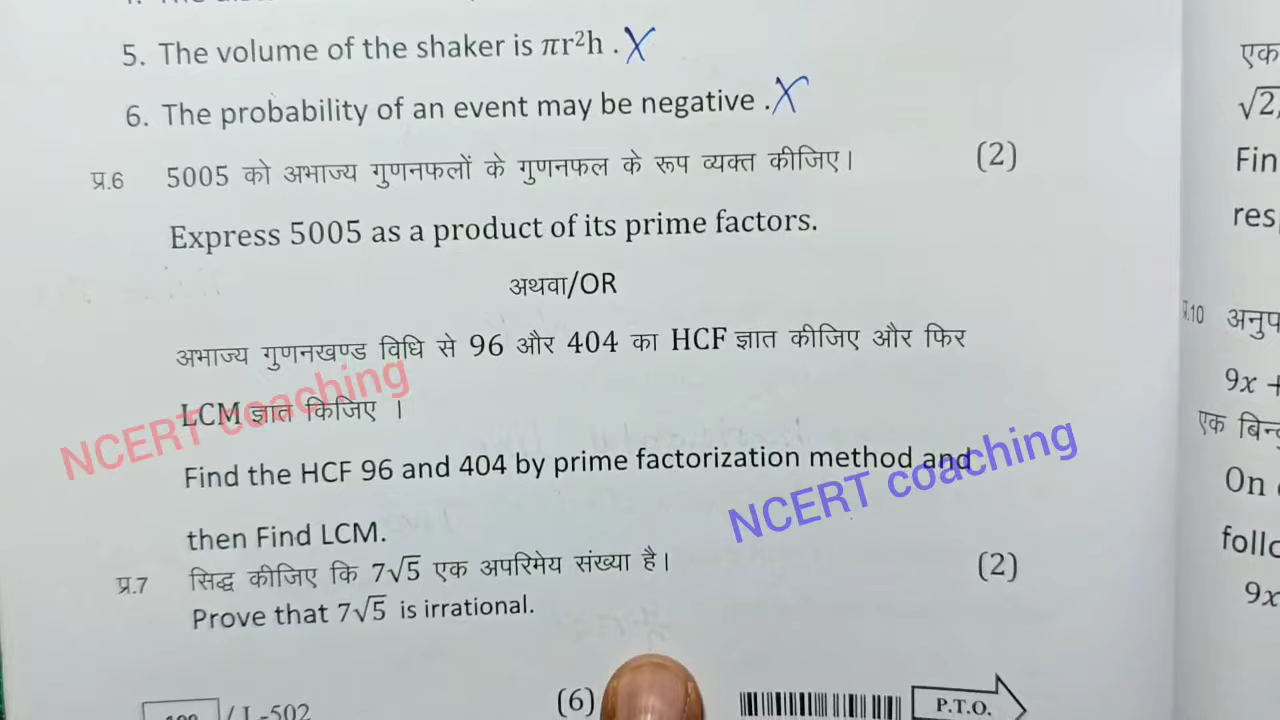 5. The volume of the shaker is πr²h . X
6. The probability of an event may be negative . X
प्र.6 5005 को अभाज्य गुणनफलों के गुणनफल के रूप व्यक्त कीजिए। (2)
Express 5005 as a product of its prime factors.
अथवा/OR
अभाज्य गुणनखण्ड विधि से 96 और 404 का HCF ज्ञात कीजिए और फिर
LCM ज्ञात किजिए ।
NCERT coaching
Find the HCF 96 and 404 by prime factorization method and
NCERT coaching
then Find LCM.
प्र.7 सिद्ध कीजिए कि 7√5 एक अपरिमेय संख्या है। (2)
Prove that 7√5 is irrational.
(6)
P.T.O.
एक
√2,
Fin
res
.10 अनुप
9x +
एक बिन्दु
On
follo
9x